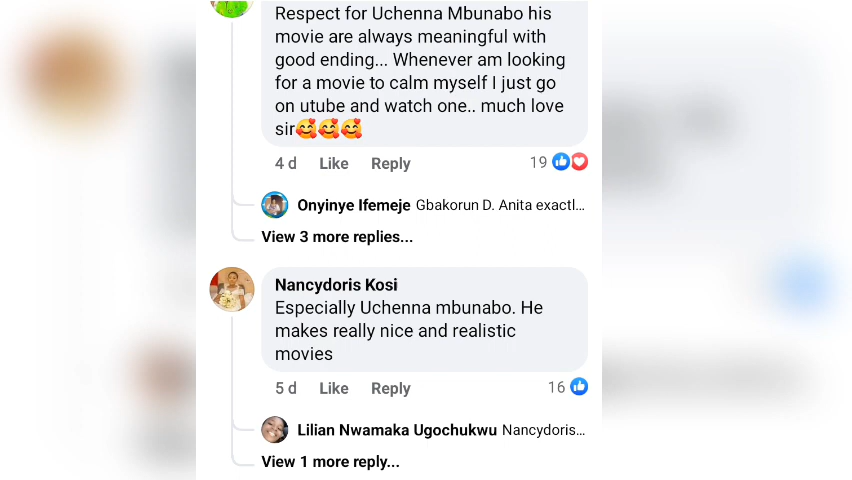 Respect for Uchenna Mbunabo his
movie are always meaningful with
good ending... Whenever am looking
for a movie to calm myself I just go
on utube and watch one.. much love
sir🥰🥰🥰
4 d Like Reply 19
Onyinye Ifemeje Gbakorun D. Anita exactl...
View 3 more replies...
Nancydoris Kosi
Especially Uchenna mbunabo. He
makes really nice and realistic
movies
5 d Like Reply 16
Lilian Nwamaka Ugochukwu Nancydoris...
View 1 more reply...